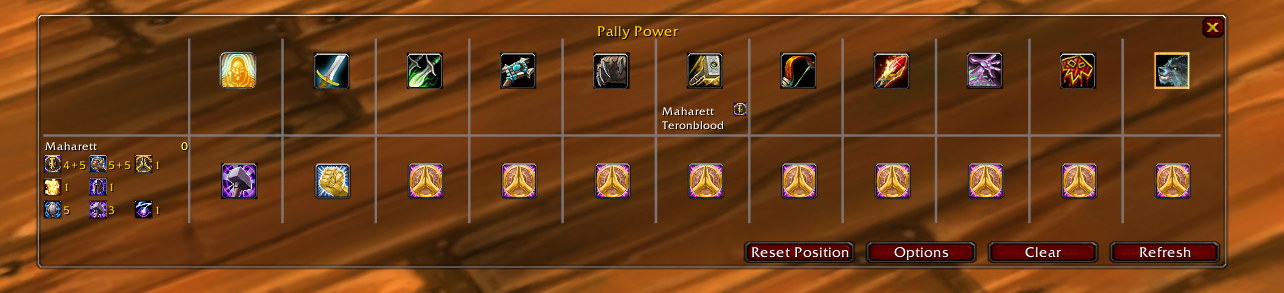 Pally Power
X
Maharett
Teronblood
Maharett 0
4+5 5+5 1
1 1
5 3 1
Reset Position Options Clear Refresh